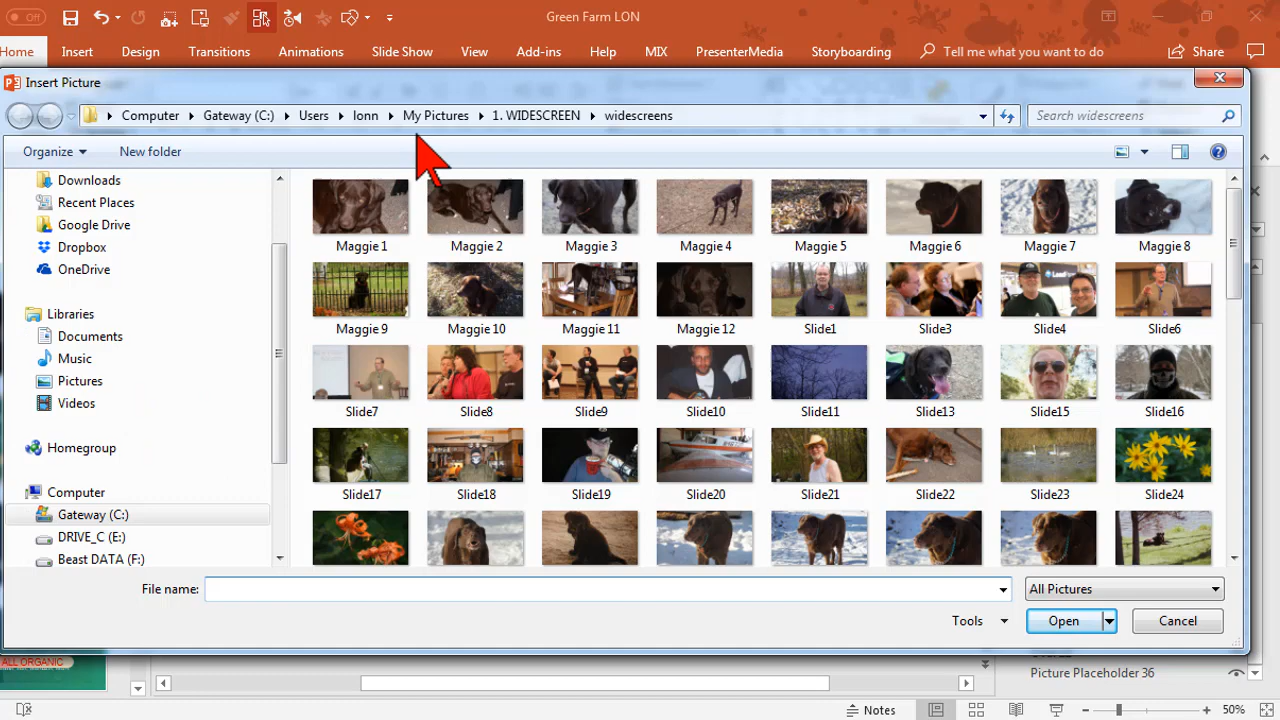 Off
Green Farm LON
Home Insert Design Transitions Animations Slide Show View Add-ins Help MIX PresenterMedia Storyboarding Tell me what you want to do Share
Insert Picture
Computer Gateway (C:) Users lonn My Pictures 1. WIDESCREEN widescreens Search widescreens
Organize New folder
Downloads
Recent Places
Google Drive
Dropbox
OneDrive
Libraries
Documents
Music
Pictures
Videos
Homegroup
Computer
Gateway (C:)
DRIVE_C (E:)
Beast DATA (F:)
Maggie 1 Maggie 2 Maggie 3 Maggie 4 Maggie 5 Maggie 6 Maggie 7 Maggie 8
Maggie 9 Maggie 10 Maggie 11 Maggie 12 Slide1 Slide3 Slide4 Slide6
Slide7 Slide8 Slide9 Slide10 Slide11 Slide13 Slide15 Slide16
Slide17 Slide18 Slide19 Slide20 Slide21 Slide22 Slide23 Slide24
File name: All Pictures
Tools Open Cancel
ALL ORGANIC
Picture Placeholder 36
Notes 50%